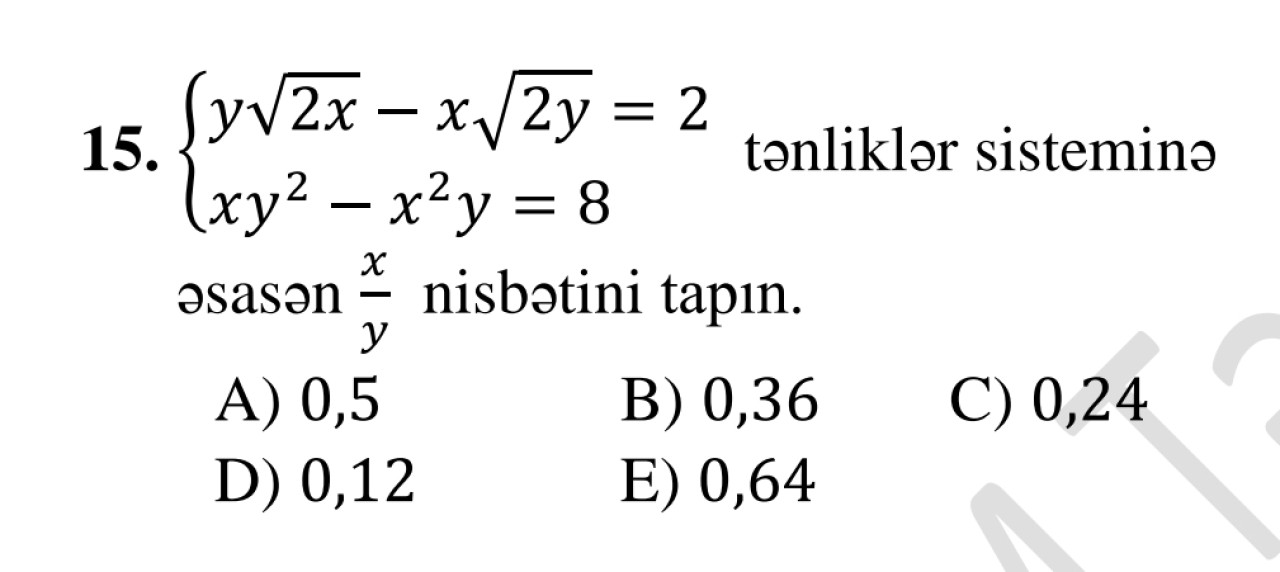 15. {y√2x − x√2y = 2
xy² − x²y = 8 tənliklər sisteminə
əsasən x/y nisbətini tapın.
A) 0,5 B) 0,36 C) 0,24
D) 0,12 E) 0,64